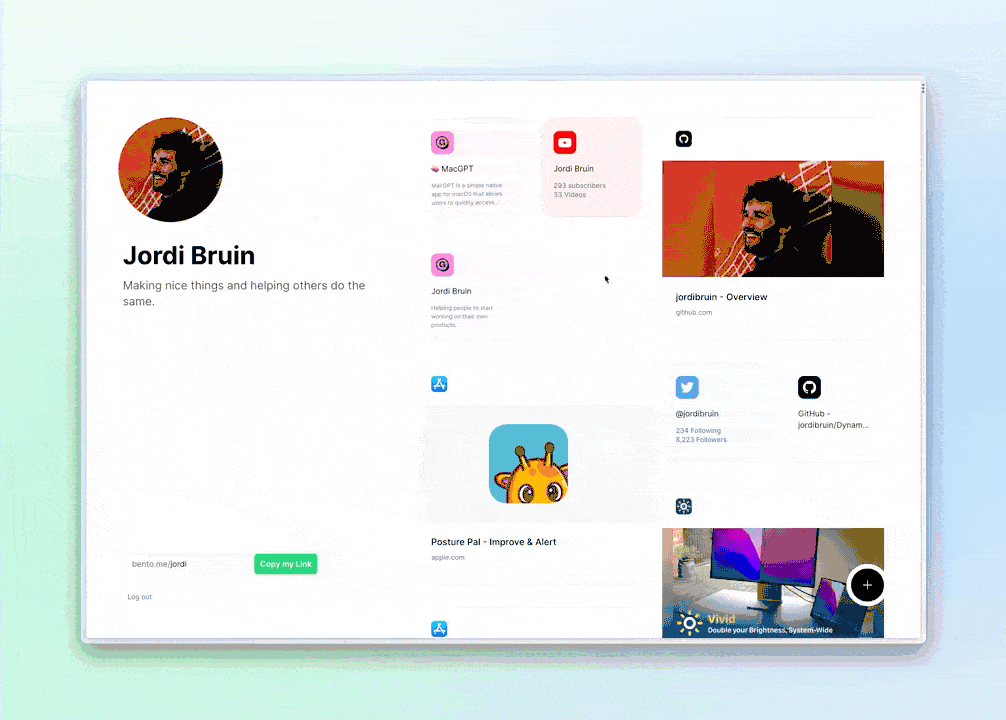 Jordi Bruin
Making nice things and helping others do the
same.
bento.me/jordi
Copy my Link
Log out
MacGPT
MacGPT is a simple native
app for macOS that allows
users to quickly access...
Jordi Bruin
293 subscribers
33 Videos
Jordi Bruin
Helping people to start
working on their own
products.
Posture Pal - Improve & Alert
apple.com
jordibruin - Overview
github.com
@jordibruin
234 Following
8,223 Followers
GitHub -
jordibruin/Dynam...
Vivid
Double your Brightness, System-Wide